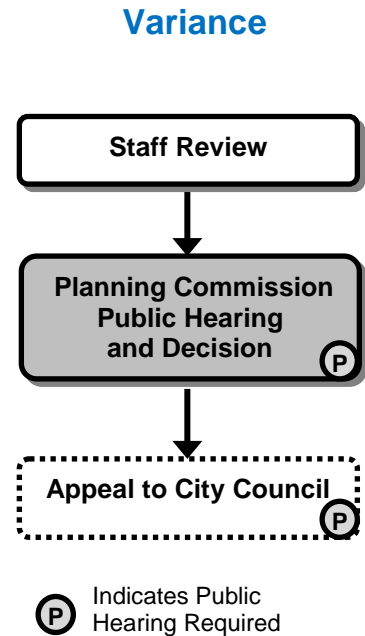 Variance
Staff Review
Planning Commission
Public Hearing
and Decision
P
Appeal to City Council
P
P
Indicates Public
Hearing Required